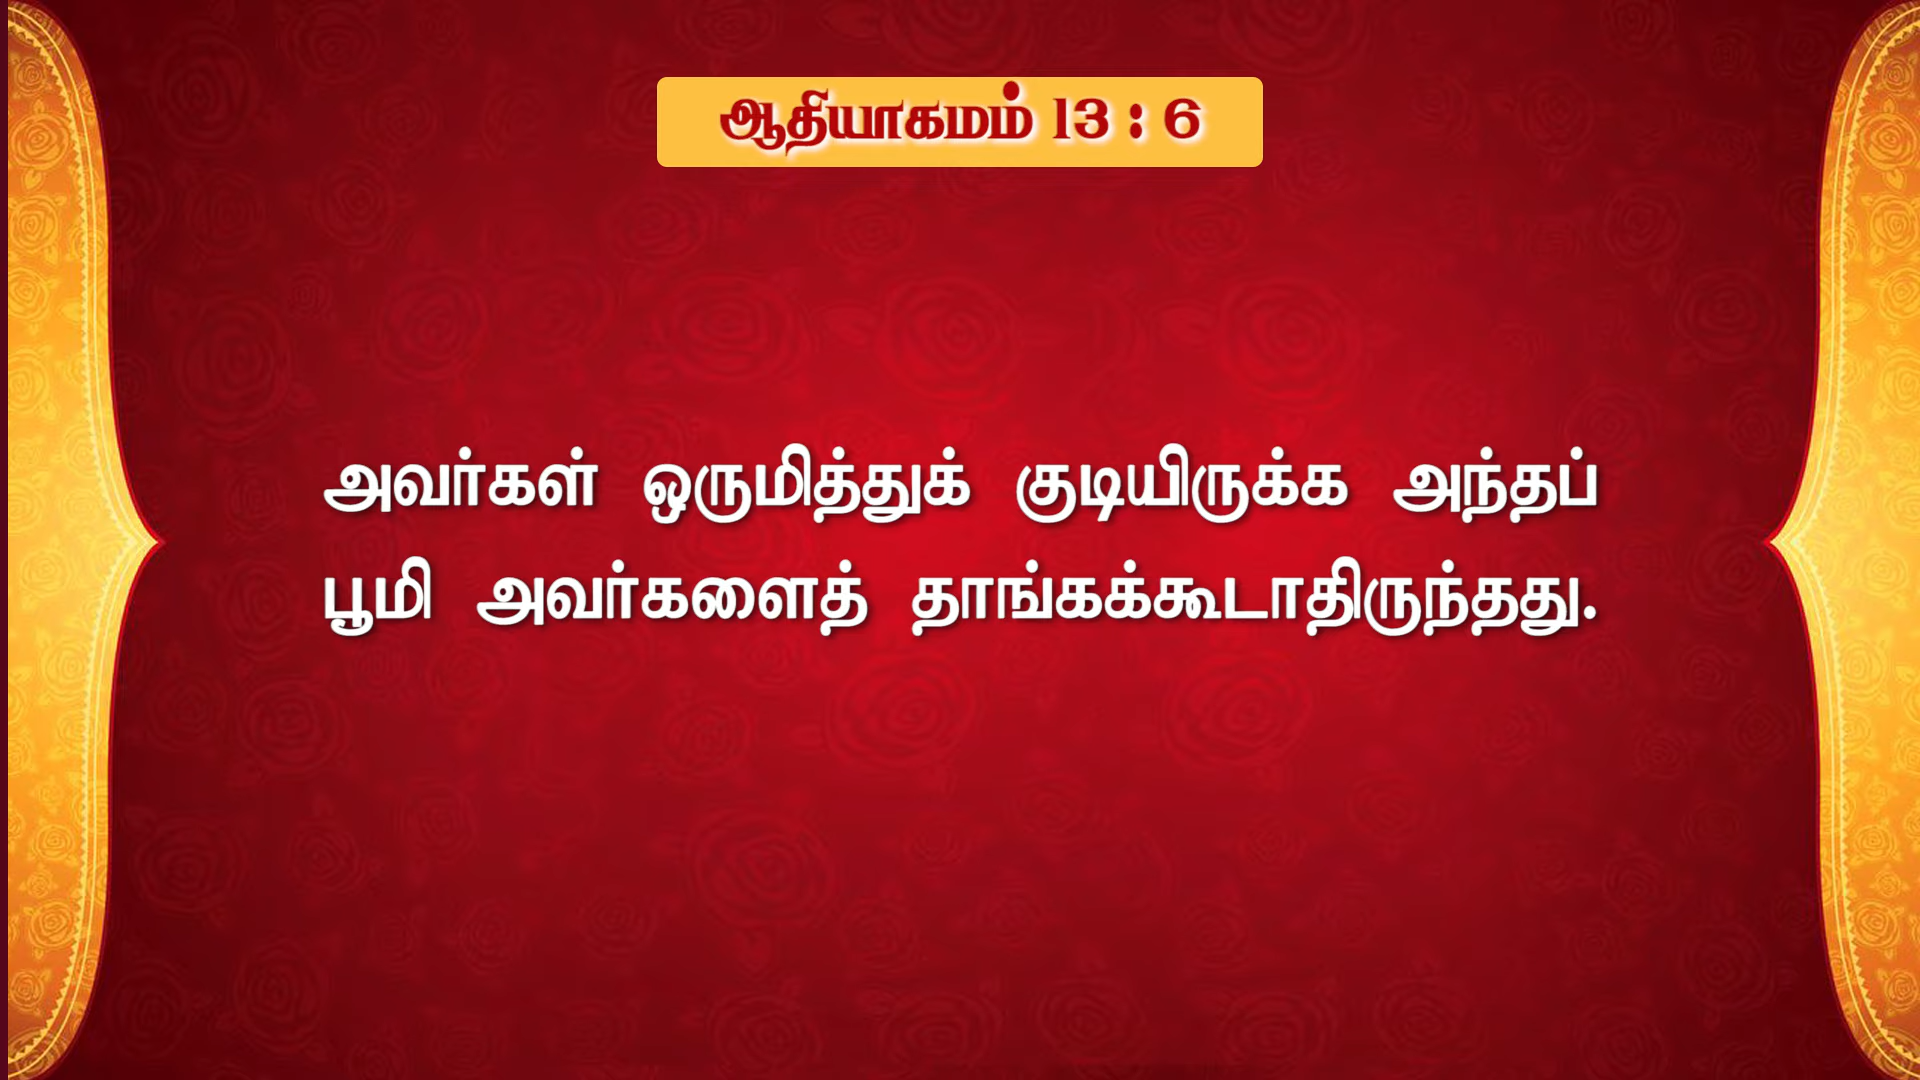 ஆதியாகமம் 13 : 6
அவர்கள் ஒருமித்துக் குடியிருக்க அந்தப்
பூமி அவர்களைத் தாங்கக்கூடாதிருந்தது.